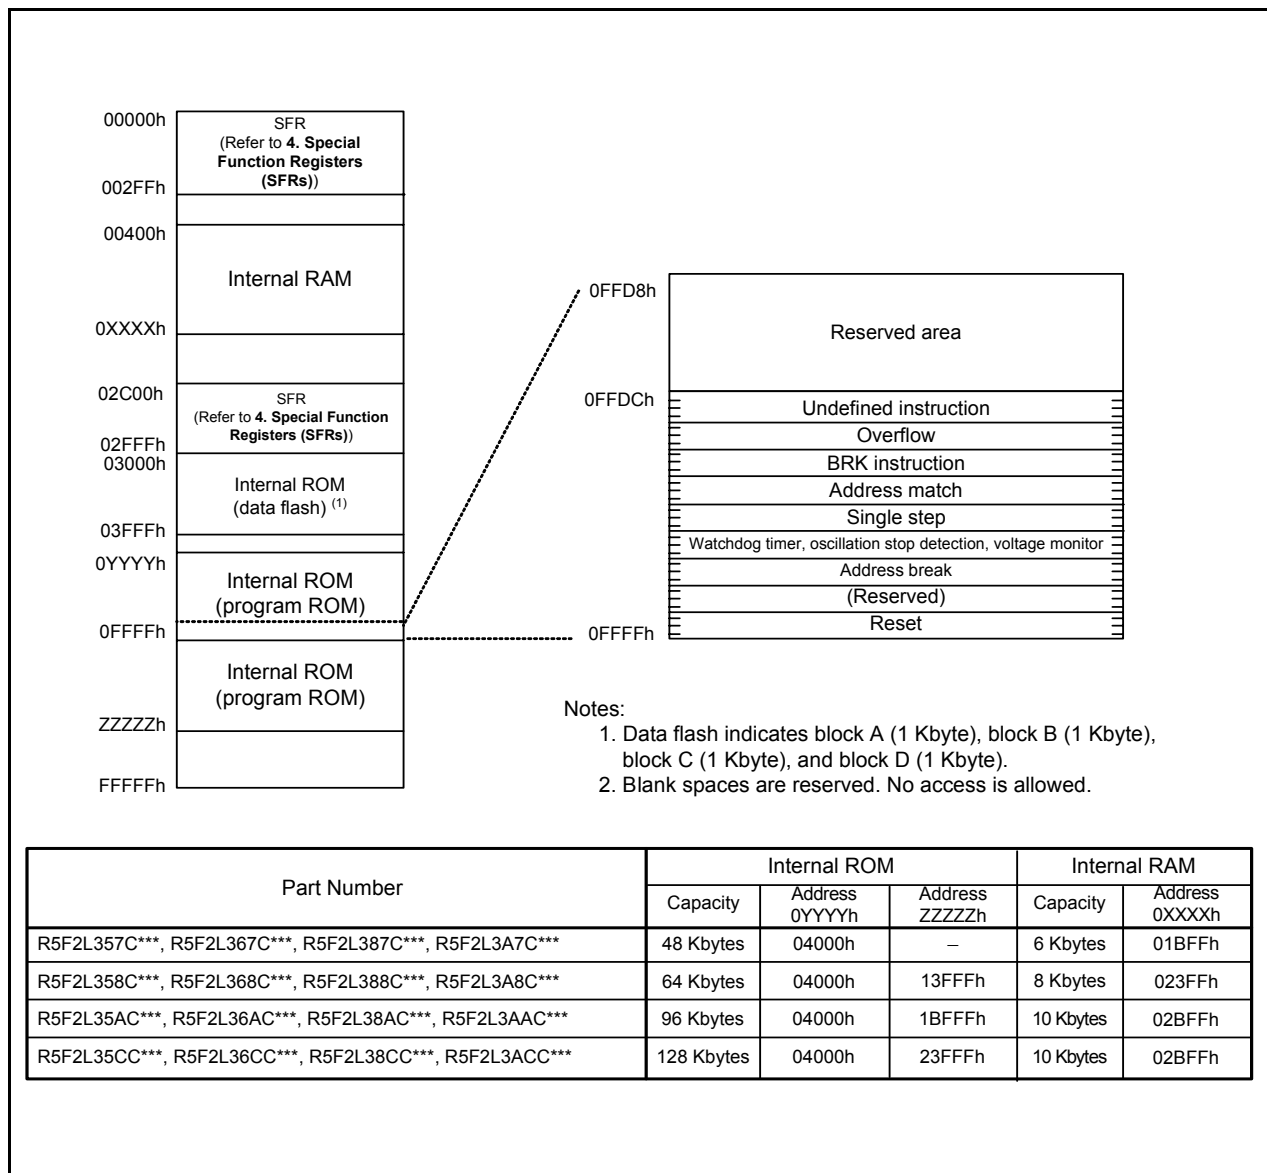 00000h
SFR
(Refer to 4. Special
Function Registers
(SFRs))
002FFh
00400h
Internal RAM
0XXXXh
02C00h
SFR
(Refer to 4. Special Function
Registers (SFRs))
02FFFh
03000h
Internal ROM
(data flash) (1)
03FFFh
0YYYYh
Internal ROM
(program ROM)
0FFFFh
Internal ROM
(program ROM)
ZZZZZh
FFFFFh
0FFD8h
Reserved area
0FFDCh
Undefined instruction
Overflow
BRK instruction
Address match
Single step
Watchdog timer, oscillation stop detection, voltage monitor
Address break
(Reserved)
Reset
0FFFFh
Notes:
1. Data flash indicates block A (1 Kbyte), block B (1 Kbyte),
block C (1 Kbyte), and block D (1 Kbyte).
2. Blank spaces are reserved. No access is allowed.
Part Number
Internal ROM
Internal RAM
Capacity
Address
0YYYYh
Address
ZZZZZh
Capacity
Address
0XXXXh
R5F2L357C***, R5F2L367C***, R5F2L387C***, R5F2L3A7C*** 48 Kbytes 04000h – 6 Kbytes 01BFFh
R5F2L358C***, R5F2L368C***, R5F2L388C***, R5F2L3A8C*** 64 Kbytes 04000h 13FFFh 8 Kbytes 023FFh
R5F2L35AC***, R5F2L36AC***, R5F2L38AC***, R5F2L3AAC*** 96 Kbytes 04000h 1BFFFh 10 Kbytes 02BFFh
R5F2L35CC***, R5F2L36CC***, R5F2L38CC***, R5F2L3ACC*** 128 Kbytes 04000h 23FFFh 10 Kbytes 02BFFh